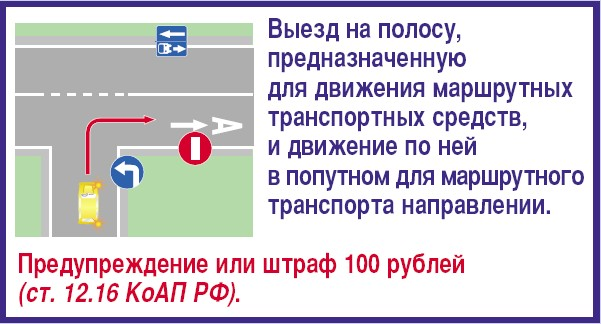 Выезд на полосу,
предназначенную
для движения маршрутных
транспортных средств,
и движение по ней
в попутном для маршрутного
транспорта направлении.
А
Предупреждение или штраф 100 рублей
(ст. 12.16 КоАП РФ).